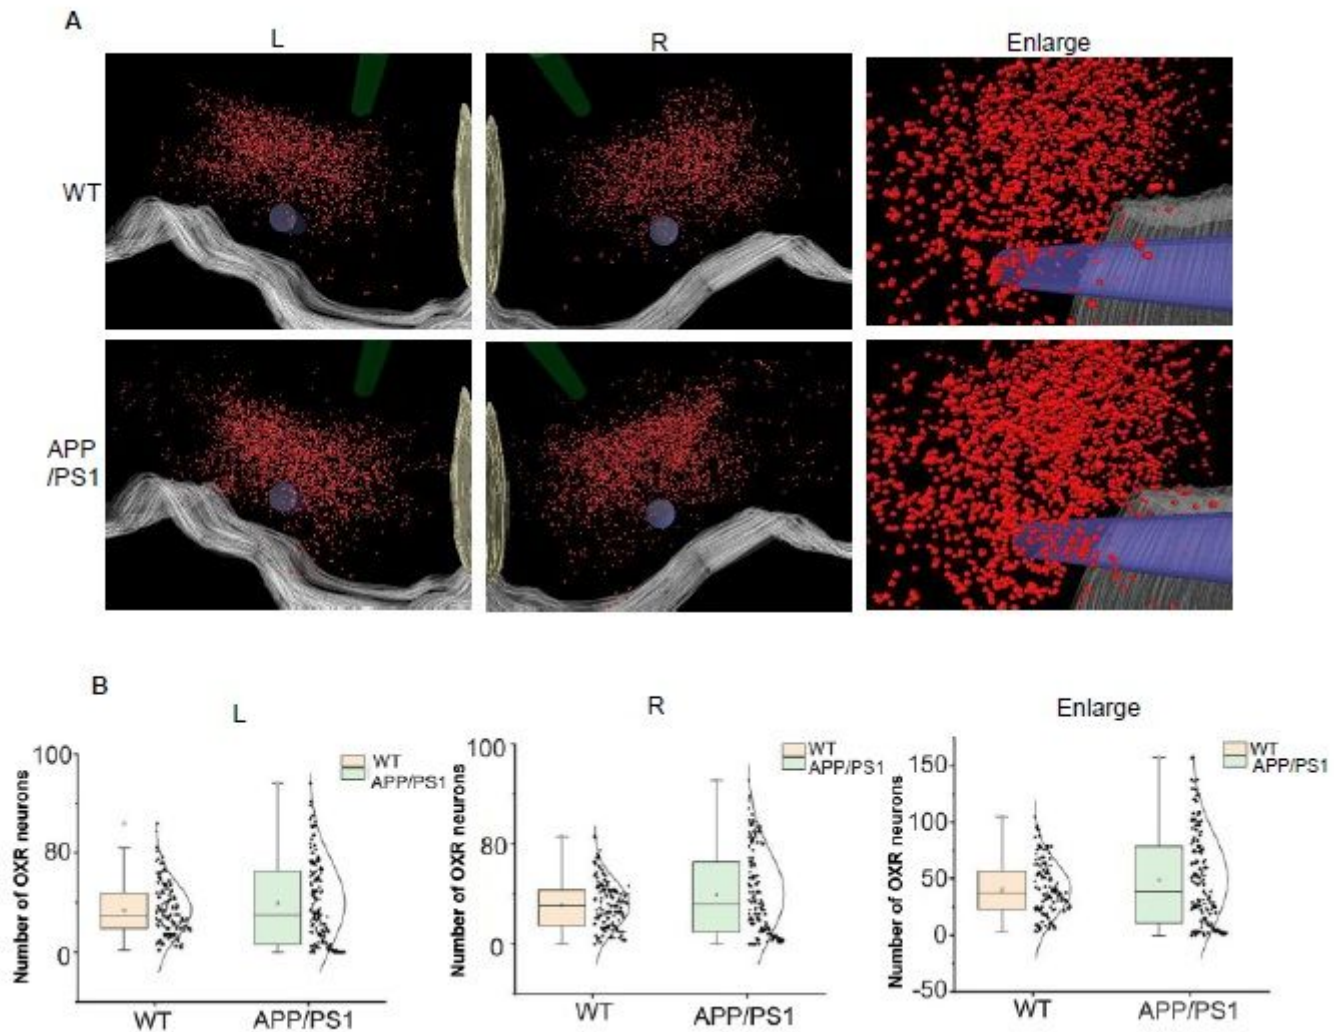 A
L R Enlarge
WT
APP
/PS1
B
L
R
Enlarge
Number of OXR neurons
100
80
0
WT
APP/PS1
WT APP/PS1
Number of OXR neurons
100
80
0
WT
APP/PS1
WT APP/PS1
Number of OXR neurons
150
100
50
0
-50
WT
APP/PS1
WT APP/PS1